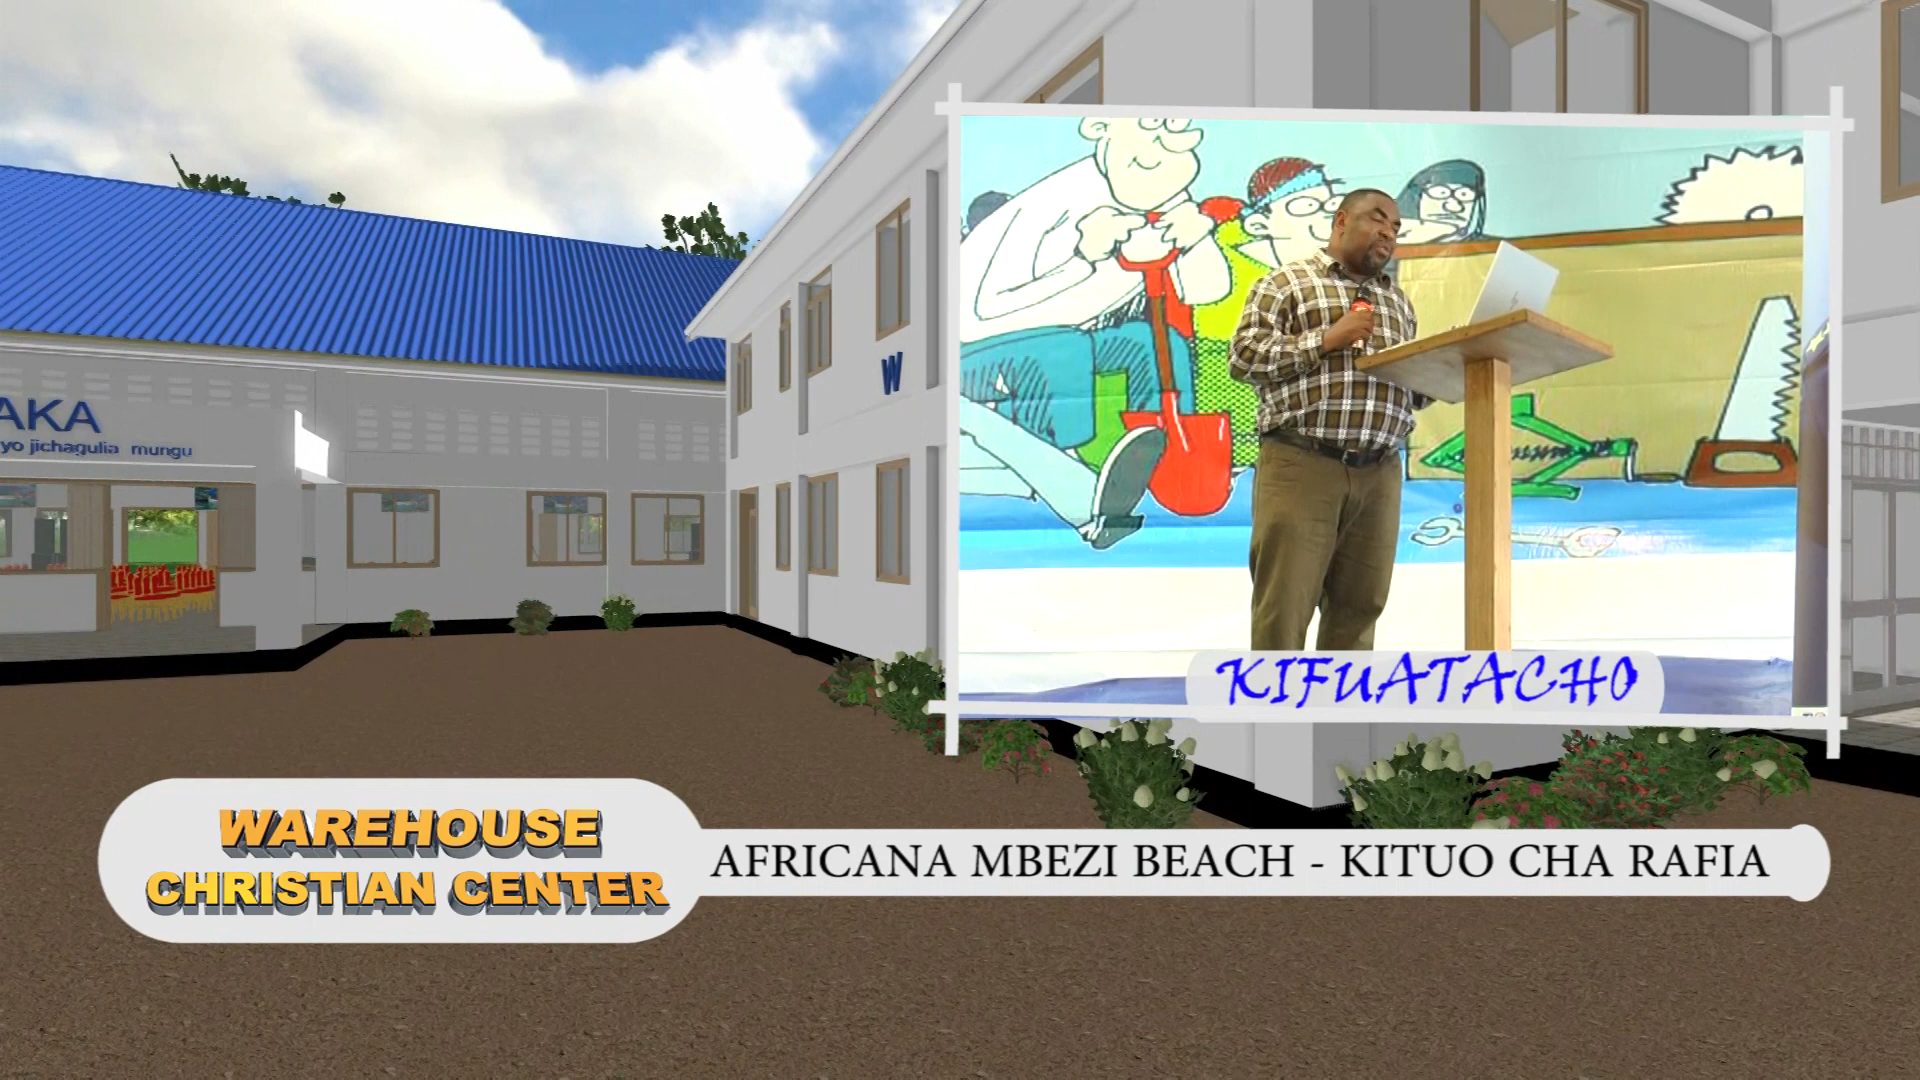 AKA
yo jichagulia mungu
W
KIFUATACHO
WAREHOUSE
CHRISTIAN CENTER
AFRICANA MBEZI BEACH - KITUO CHA RAFIA